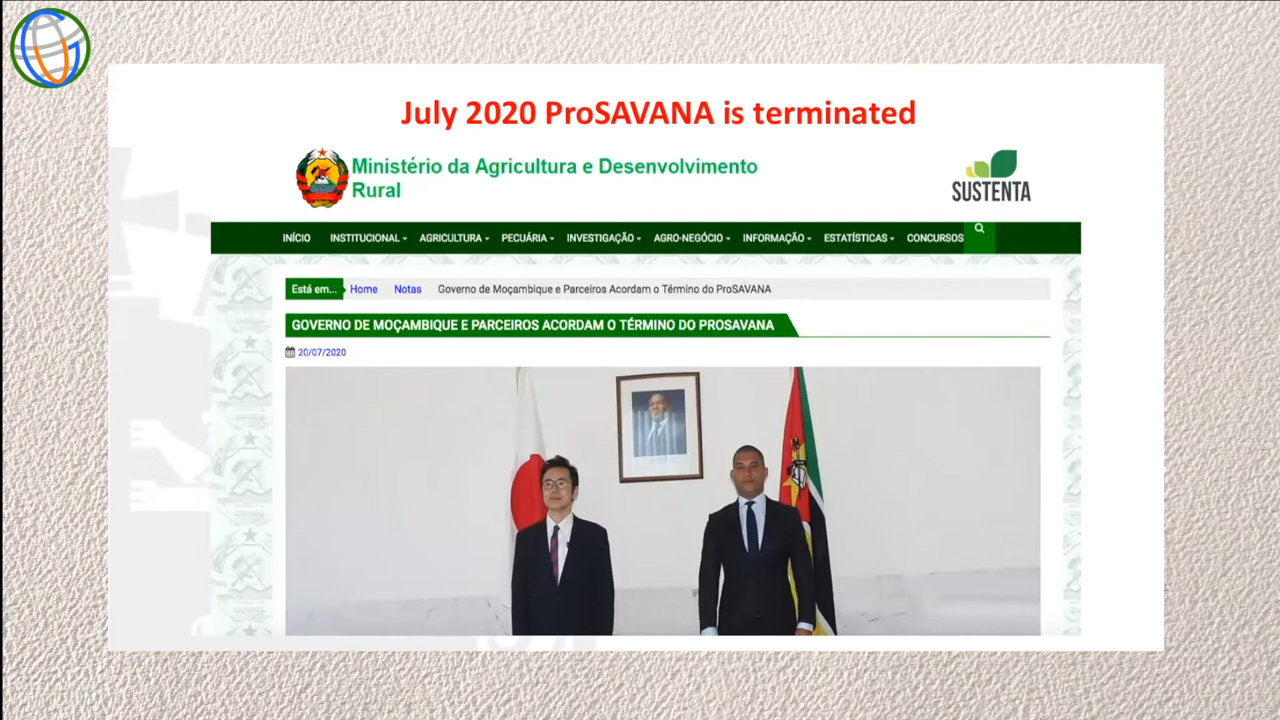 July 2020 ProSAVANA is terminated
Ministério da Agricultura e Desenvolvimento
Rural
SUSTENTA
INÍCIO INSTITUCIONAL AGRICULTURA PECUÁRIA INVESTIGAÇÃO AGRO-NEGÓCIO INFORMAÇÃO ESTATÍSTICAS CONCURSOS
Está em... Home Notas Governo de Moçambique e Parceiros Acordam o Término do ProSAVANA
GOVERNO DE MOÇAMBIQUE E PARCEIROS ACORDAM O TÉRMINO DO PROSAVANA
20/07/2020